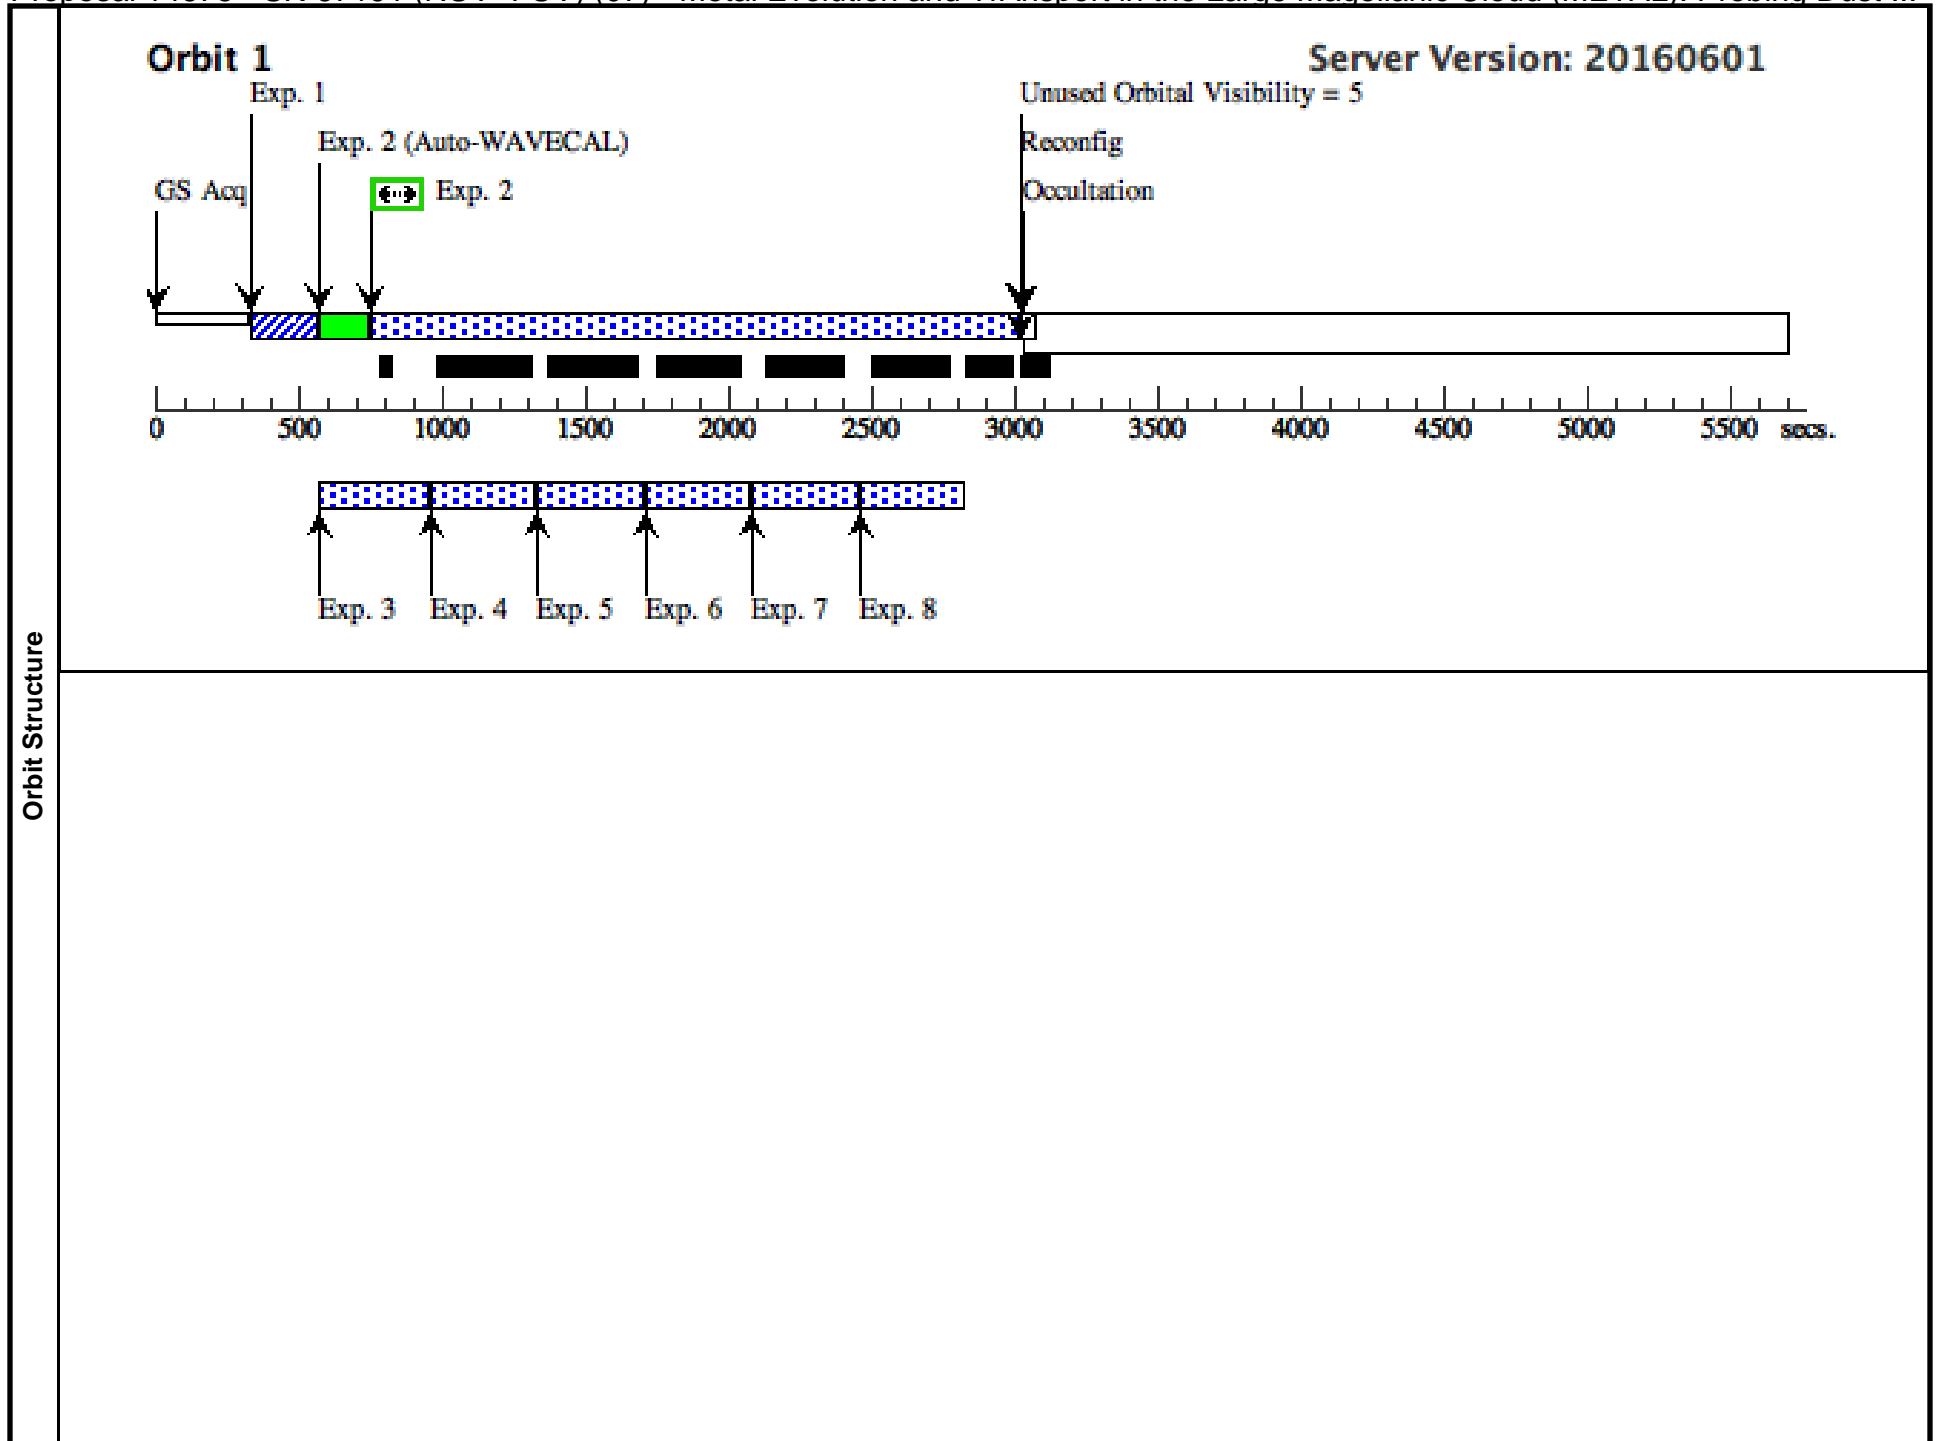 Orbit 1
Server Version: 20160601
Exp. 1
Unused Orbital Visibility = 5
Exp. 2 (Auto-WAVECAL)
Reconfig
GS Acq
Exp. 2
Occultation
0 500 1000 1500 2000 2500 3000 3500 4000 4500 5000 5500 secs.
Exp. 3 Exp. 4 Exp. 5 Exp. 6 Exp. 7 Exp. 8
Orbit Structure